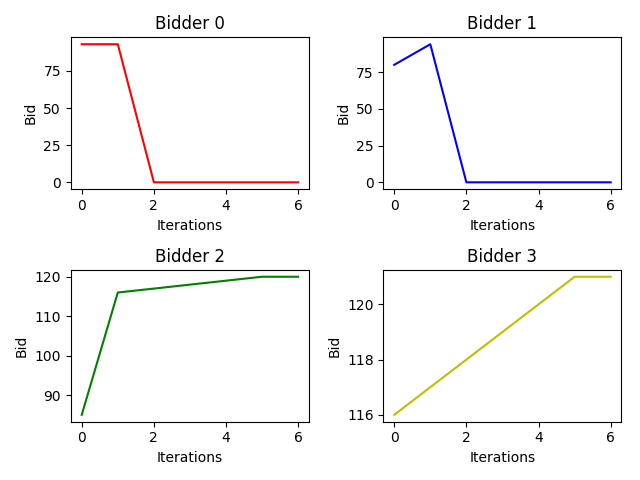 Bidder 0
Bid
75
50
25
0
0 2 4 6
Iterations
Bidder 1
Bid
75
50
25
0
0 2 4 6
Iterations
Bidder 2
Bid
120
110
100
90
0 2 4 6
Iterations
Bidder 3
Bid
120
118
116
0 2 4 6
Iterations